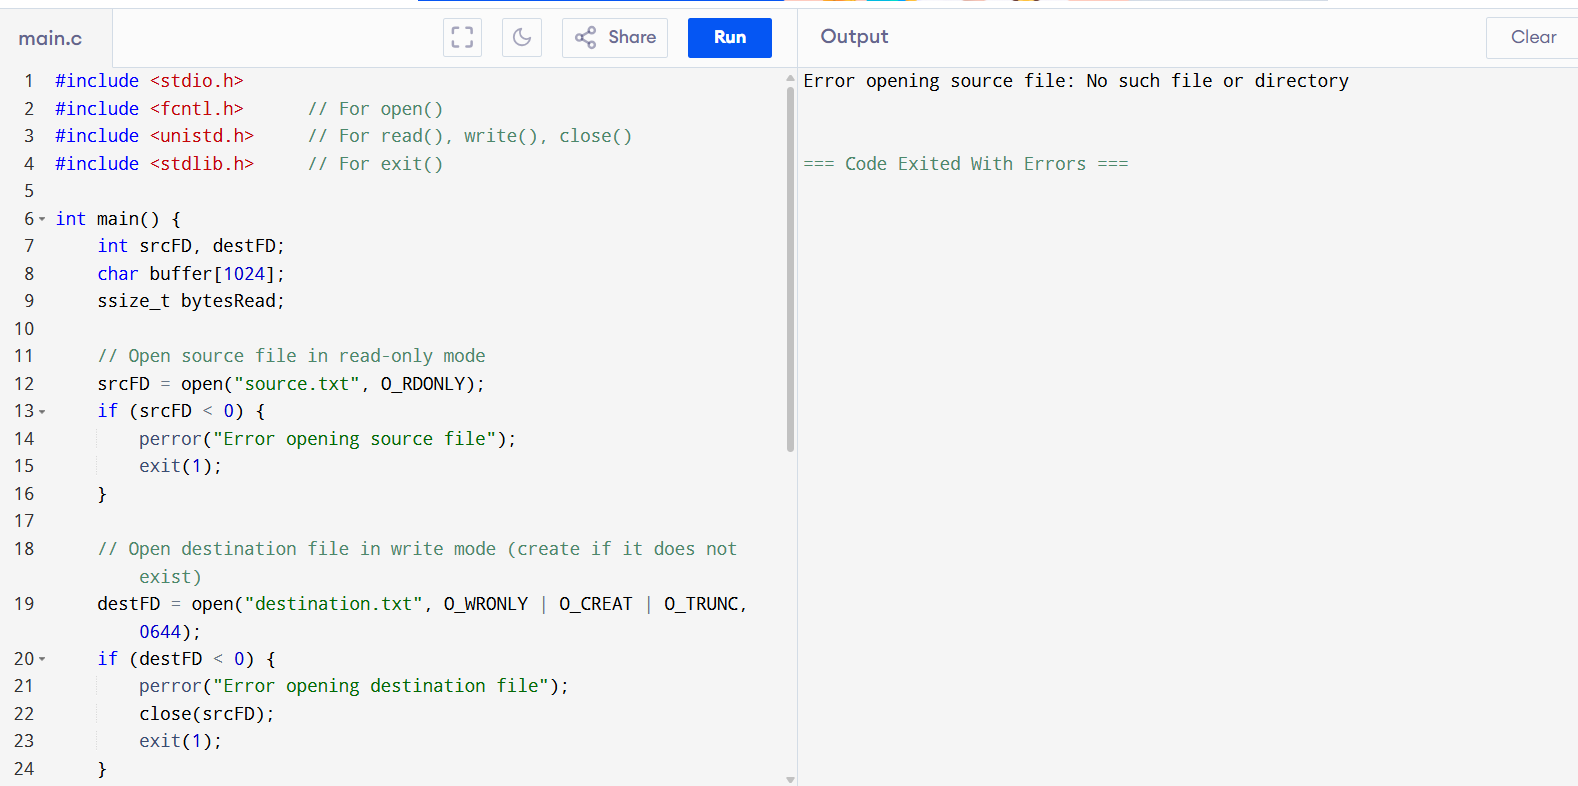 main.c
Share
Run
Output
Clear
1 #include <stdio.h>
2 #include <fcntl.h>      // For open()
3 #include <unistd.h>     // For read(), write(), close()
4 #include <stdlib.h>     // For exit()
5
6 int main() {
7     int srcFD, destFD;
8     char buffer[1024];
9     ssize_t bytesRead;
10
11     // Open source file in read-only mode
12     srcFD = open("source.txt", O_RDONLY);
13     if (srcFD < 0) {
14         perror("Error opening source file");
15         exit(1);
16     }
17
18     // Open destination file in write mode (create if it does not
        exist)
19     destFD = open("destination.txt", O_WRONLY | O_CREAT | O_TRUNC,
        0644);
20     if (destFD < 0) {
21         perror("Error opening destination file");
22         close(srcFD);
23         exit(1);
24     }
Error opening source file: No such file or directory
=== Code Exited With Errors ===